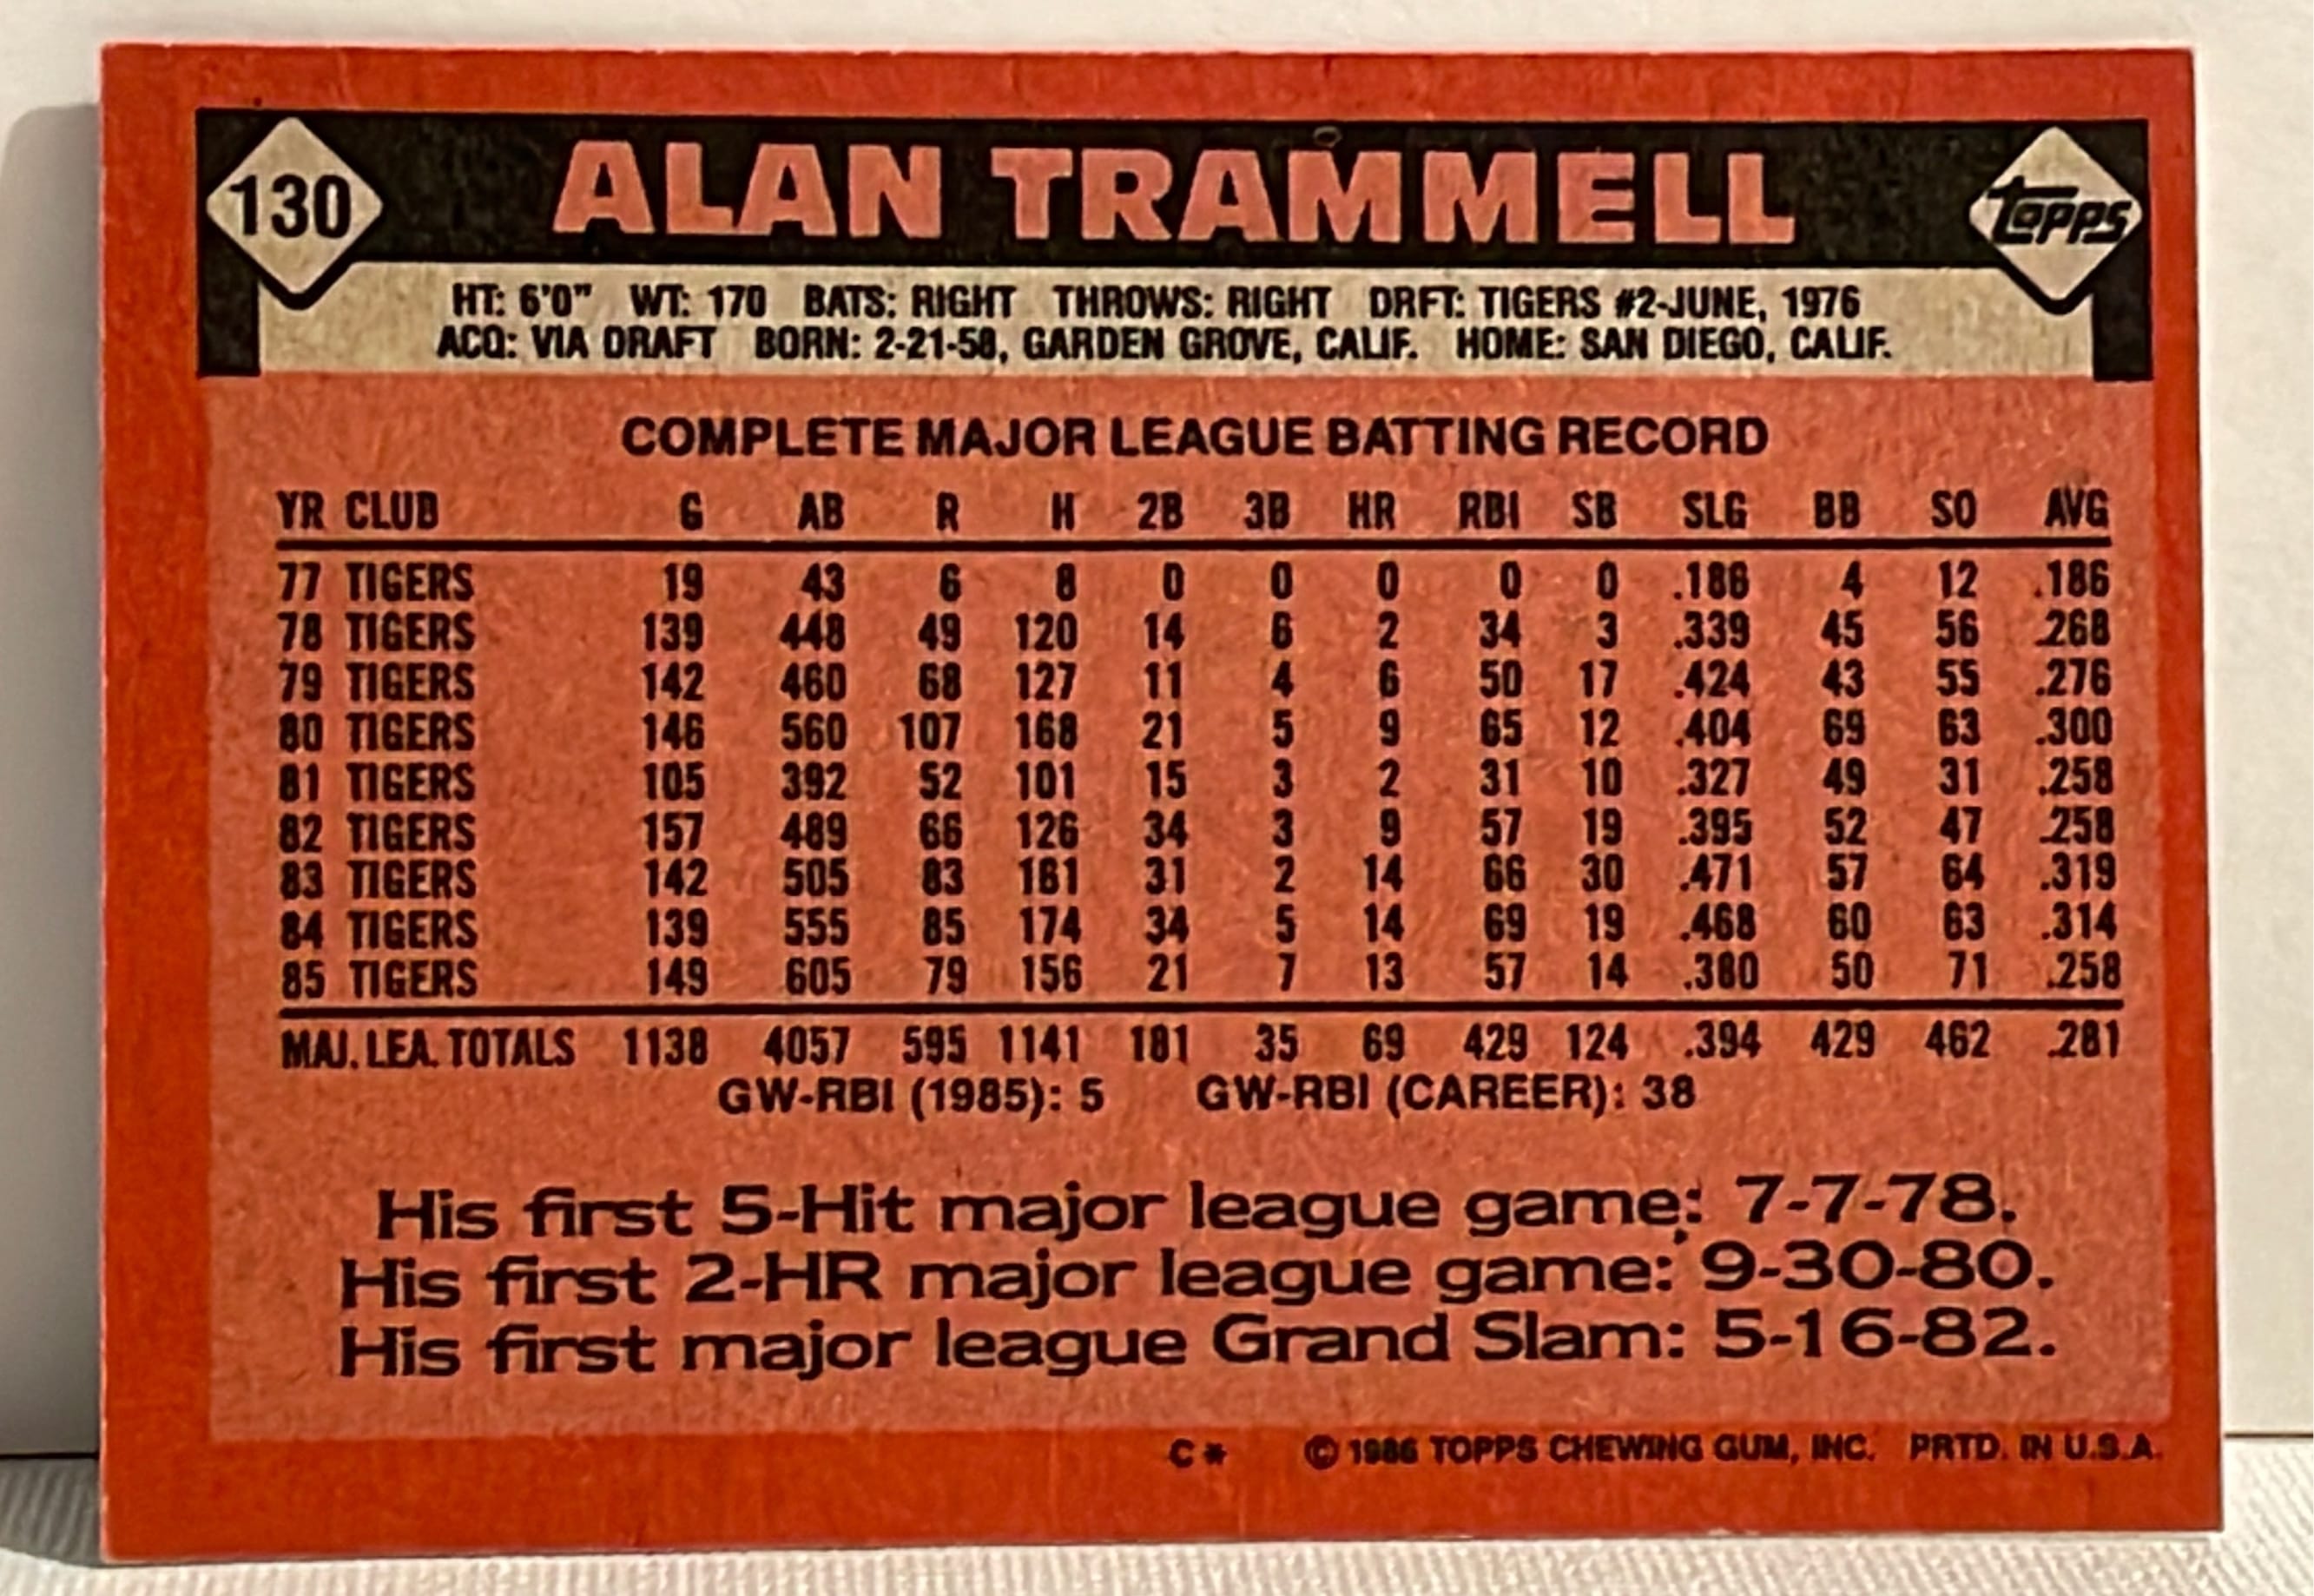 130 ALAN TRAMMELL TOPPS
HT: 6'0" WT: 170 BATS: RIGHT THROWS: RIGHT DRFT: TIGERS #2-JUNE, 1976
ACQ: VIA DRAFT BORN: 2-21-58, GARDEN GROVE, CALIF. HOME: SAN DIEGO, CALIF.
COMPLETE MAJOR LEAGUE BATTING RECORD
YR CLUB G AB R H 2B 3B HR RBI SB SLG BB SO AVG
77 TIGERS 19 43 6 8 0 0 0 0 0 .186 4 12 .186
78 TIGERS 139 448 49 120 14 6 2 34 3 .339 45 56 .268
79 TIGERS 142 460 68 127 11 4 6 50 17 .424 43 55 .276
80 TIGERS 146 560 107 168 21 5 9 65 12 .404 69 63 .300
81 TIGERS 105 392 52 101 15 3 2 31 10 .327 49 31 .258
82 TIGERS 157 489 66 126 34 3 9 57 19 .395 52 47 .258
83 TIGERS 142 505 83 161 31 2 14 66 30 .471 57 64 .319
84 TIGERS 139 555 85 174 34 5 14 69 19 .468 60 63 .314
85 TIGERS 149 605 79 156 21 7 13 57 14 .380 50 71 .258
MAJ. LEA. TOTALS 1138 4057 595 1141 181 35 69 429 124 .394 429 462 .281
GW-RBI (1985): 5 GW-RBI (CAREER): 38
His first 5-Hit major league game: 7-7-78.
His first 2-HR major league game: 9-30-80.
His first major league Grand Slam: 5-16-82.
C * © 1986 TOPPS CHEWING GUM, INC. PRTD. IN U.S.A.